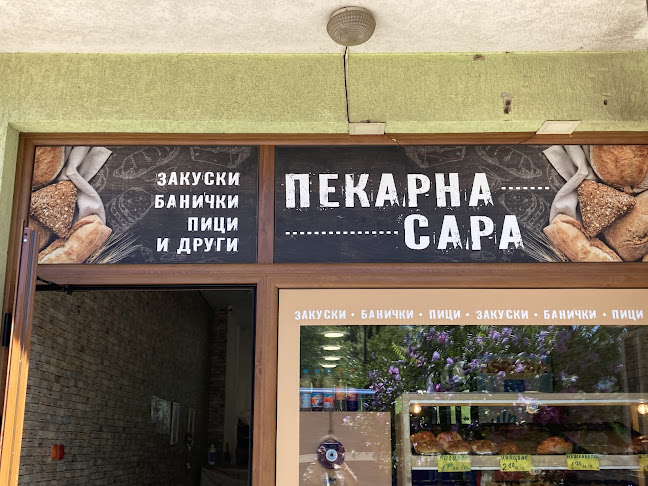 ЗАКУСКИ
БАНИЧКИ
ПИЦИ
И ДРУГИ
ПЕКАРНА
САРА
ЗАКУСКИ • БАНИЧКИ • ПИЦИ • ЗАКУСКИ • БАНИЧКИ • ПИЦИ